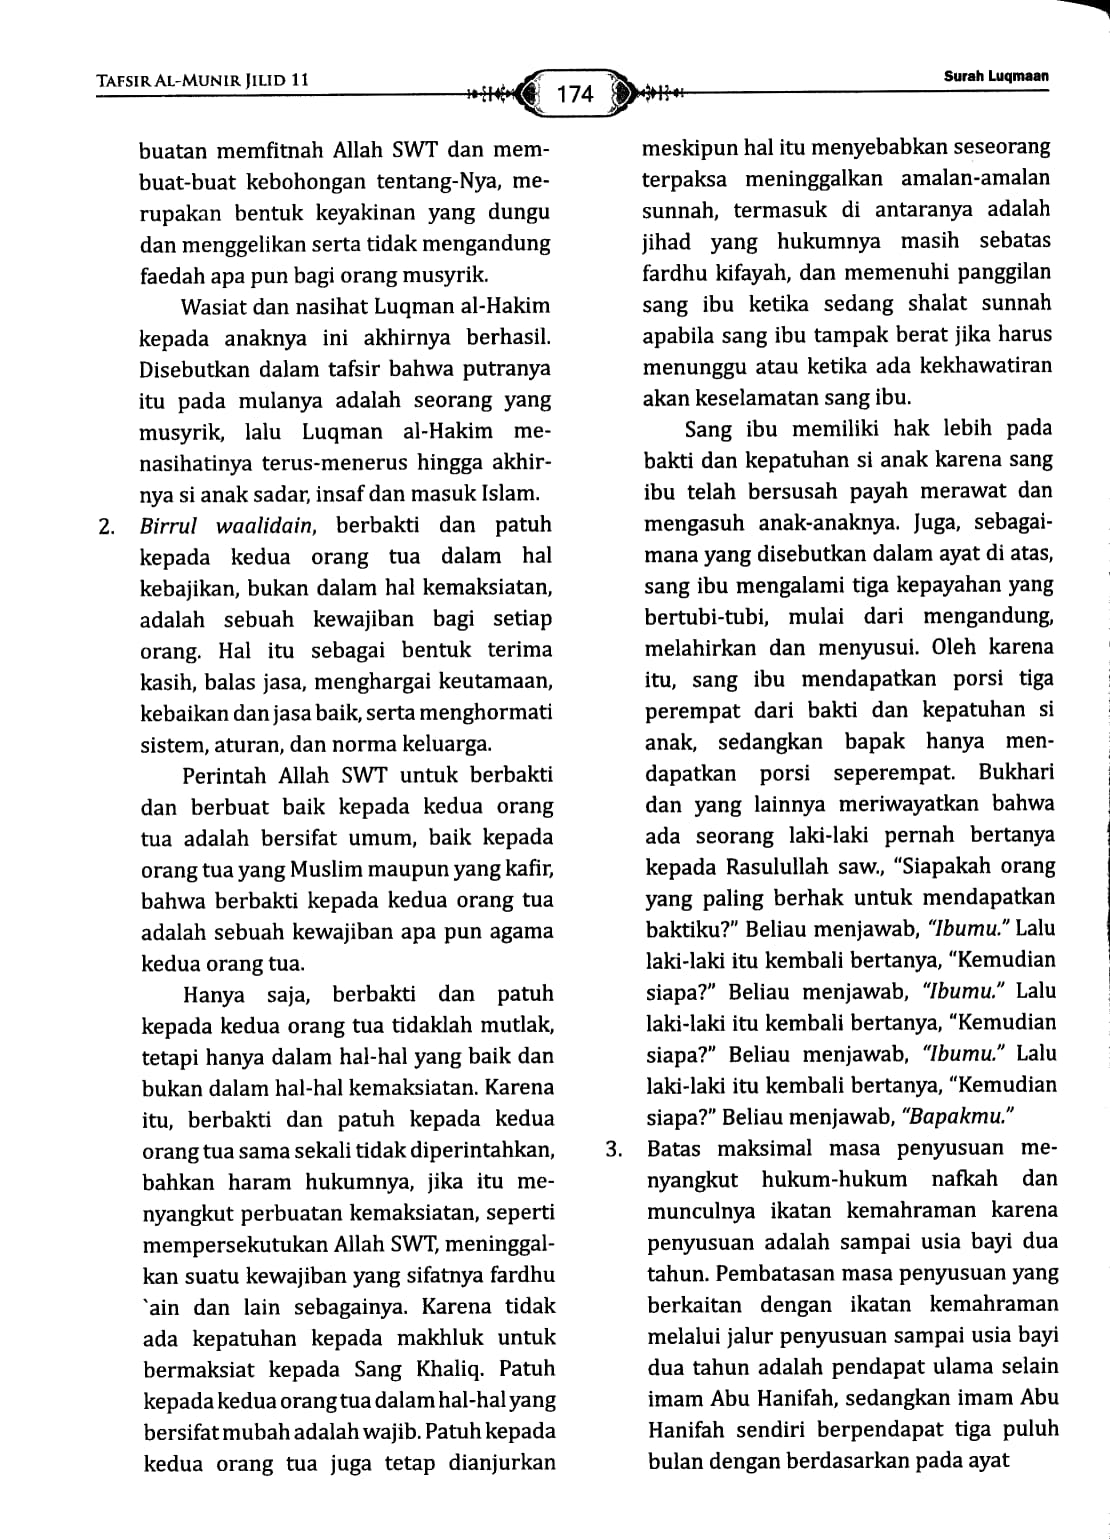 TAFSIR AL-MUNIR JILID 11
174
Surah Luqmaan
buatan memfitnah Allah SWT dan mem-
buat-buat kebohongan tentang-Nya, me-
rupakan bentuk keyakinan yang dungu
dan menggelikan serta tidak mengandung
faedah apa pun bagi orang musyrik.
Wasiat dan nasihat Luqman al-Hakim
kepada anaknya ini akhirnya berhasil.
Disebutkan dalam tafsir bahwa putranya
itu pada mulanya adalah seorang yang
musyrik, lalu Luqman al-Hakim me-
nasihatinya terus-menerus hingga akhir-
nya si anak sadar, insaf dan masuk Islam.
2. Birrul waalidain, berbakti dan patuh
kepada kedua orang tua dalam hal
kebajikan, bukan dalam hal kemaksiatan,
adalah sebuah kewajiban bagi setiap
orang. Hal itu sebagai bentuk terima
kasih, balas jasa, menghargai keutamaan,
kebaikan dan jasa baik, serta menghormati
sistem, aturan, dan norma keluarga.
Perintah Allah SWT untuk berbakti
dan berbuat baik kepada kedua orang
tua adalah bersifat umum, baik kepada
orang tua yang Muslim maupun yang kafir,
bahwa berbakti kepada kedua orang tua
adalah sebuah kewajiban apa pun agama
kedua orang tua.
Hanya saja, berbakti dan patuh
kepada kedua orang tua tidaklah mutlak,
tetapi hanya dalam hal-hal yang baik dan
bukan dalam hal-hal kemaksiatan. Karena
itu, berbakti dan patuh kepada kedua
orang tua sama sekali tidak diperintahkan,
bahkan haram hukumnya, jika itu me-
nyangkut perbuatan kemaksiatan, seperti
mempersekutukan Allah SWT, meninggal-
kan suatu kewajiban yang sifatnya fardhu
`ain dan lain sebagainya. Karena tidak
ada kepatuhan kepada makhluk untuk
bermaksiat kepada Sang Khaliq. Patuh
kepada kedua orang tua dalam hal-hal yang
bersifat mubah adalah wajib. Patuh kepada
kedua orang tua juga tetap dianjurkan
meskipun hal itu menyebabkan seseorang
terpaksa meninggalkan amalan-amalan
sunnah, termasuk di antaranya adalah
jihad yang hukumnya masih sebatas
fardhu kifayah, dan memenuhi panggilan
sang ibu ketika sedang shalat sunnah
apabila sang ibu tampak berat jika harus
menunggu atau ketika ada kekhawatiran
akan keselamatan sang ibu.
Sang ibu memiliki hak lebih pada
bakti dan kepatuhan si anak karena sang
ibu telah bersusah payah merawat dan
mengasuh anak-anaknya. Juga, sebagai-
mana yang disebutkan dalam ayat di atas,
sang ibu mengalami tiga kepayahan yang
bertubi-tubi, mulai dari mengandung,
melahirkan dan menyusui. Oleh karena
itu, sang ibu mendapatkan porsi tiga
perempat dari bakti dan kepatuhan si
anak, sedangkan bapak hanya men-
dapatkan porsi seperempat. Bukhari
dan yang lainnya meriwayatkan bahwa
ada seorang laki-laki pernah bertanya
kepada Rasulullah saw., “Siapakah orang
yang paling berhak untuk mendapatkan
baktiku?” Beliau menjawab, “Ibumu.” Lalu
laki-laki itu kembali bertanya, “Kemudian
siapa?” Beliau menjawab, “Ibumu.” Lalu
laki-laki itu kembali bertanya, “Kemudian
siapa?” Beliau menjawab, “Ibumu.” Lalu
laki-laki itu kembali bertanya, “Kemudian
siapa?” Beliau menjawab, “Bapakmu.”
3. Batas maksimal masa penyusuan me-
nyangkut hukum-hukum nafkah dan
munculnya ikatan kemahraman karena
penyusuan adalah sampai usia bayi dua
tahun. Pembatasan masa penyusuan yang
berkaitan dengan ikatan kemahraman
melalui jalur penyusuan sampai usia bayi
dua tahun adalah pendapat ulama selain
imam Abu Hanifah, sedangkan imam Abu
Hanifah sendiri berpendapat tiga puluh
bulan dengan berdasarkan pada ayat